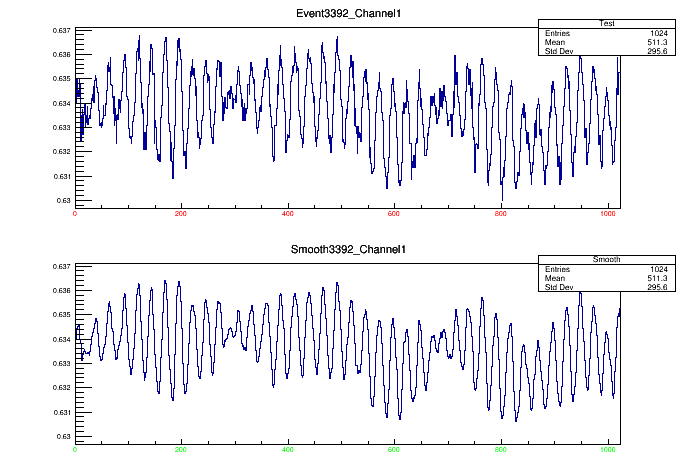 Event3392_Channel1
Test
Entries 1024
Mean 511.3
Std Dev 295.6
0.637
0.636
0.635
0.634
0.633
0.632
0.631
0.63
0 200 400 600 800 1000
Smooth3392_Channel1
Smooth
Entries 1024
Mean 511.3
Std Dev 295.6
0.637
0.636
0.635
0.634
0.633
0.632
0.631
0.63
0 200 400 600 800 1000